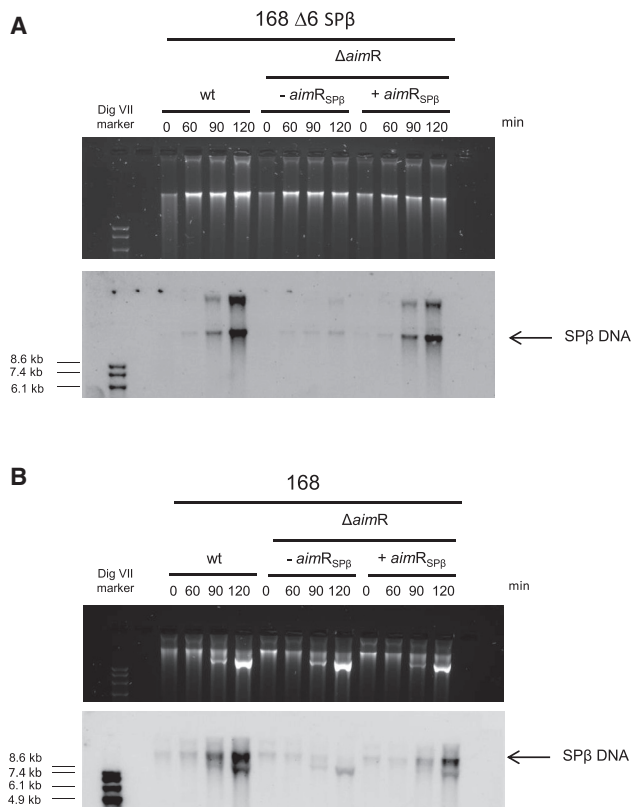 A
168 Δ6 SPβ
ΔaimR
wt - aimRSPβ + aimRSPβ
Dig VII
marker
0 60 90 120 0 60 90 120 0 60 90 120 min
SPβ DNA
8.6 kb
7.4 kb
6.1 kb
B
168
ΔaimR
wt - aimRSPβ + aimRSPβ
Dig VII
marker
0 60 90 120 0 60 90 120 0 60 90 120 min
8.6 kb SPβ DNA
7.4 kb
6.1 kb
4.9 kb